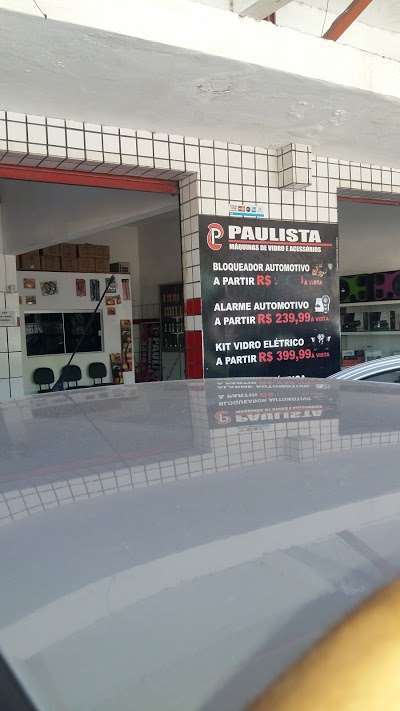 PAULISTA
MÁQUINAS DE VIDRO E ACESSÓRIOS
BLOQUEADOR AUTOMOTIVO
A PARTIR R$ Á VISTA
ALARME AUTOMOTIVO
A PARTIR R$ 239,99 Á VISTA
KIT VIDRO ELÉTRICO
A PARTIR R$ 399,99 Á VISTA